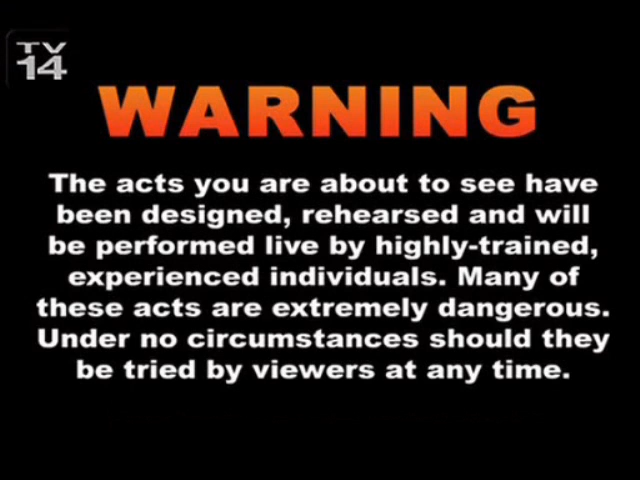 TV
14
WARNING
The acts you are about to see have
been designed, rehearsed and will
be performed live by highly-trained,
experienced individuals. Many of
these acts are extremely dangerous.
Under no circumstances should they
be tried by viewers at any time.